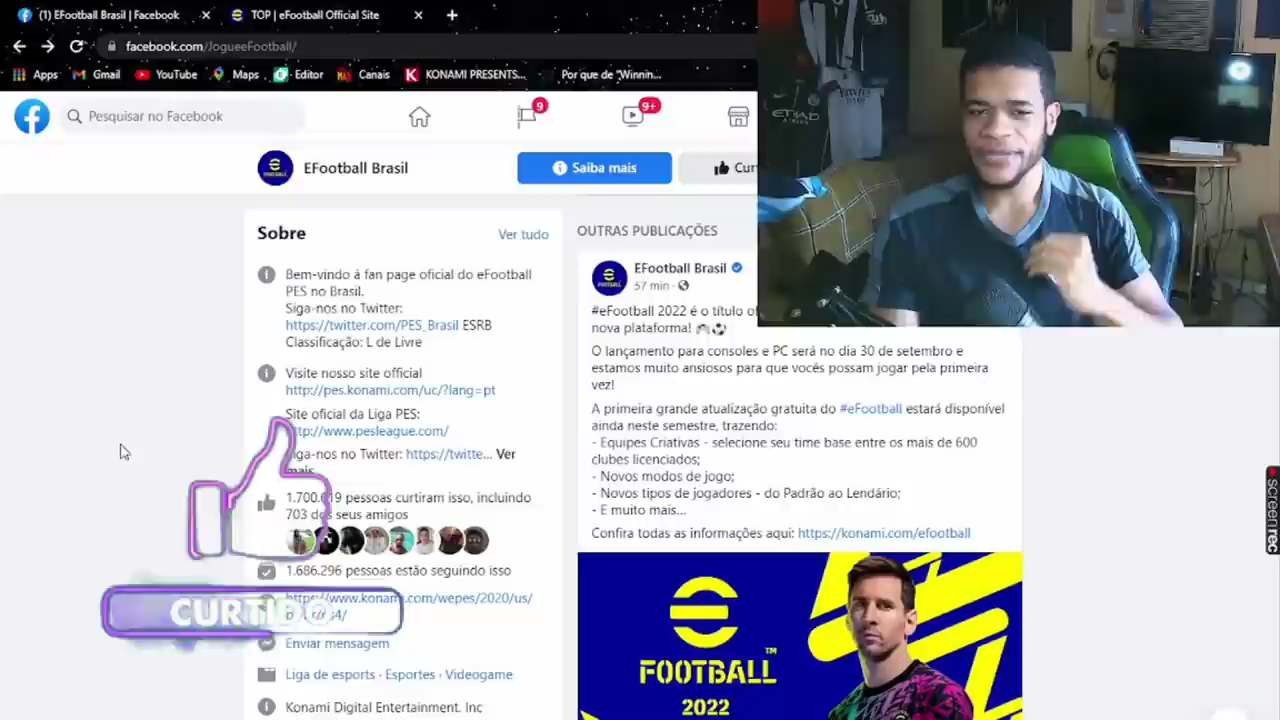 (1) EFootball Brasil | Facebook
TOP | eFootball Official Site
facebook.com/JogueeFootball/
Apps
Gmail
YouTube
Maps
Editor
Canais
KONAMI PRESENTS...
Por que de "Winnin...
Pesquisar no Facebook
9
9+
EFootball Brasil
Saiba mais
ETIHAD
Sobre
Ver tudo
Bem-vindo à fan page oficial do eFootball
PES no Brasil.
Siga-nos no Twitter:
https://twitter.com/PES_Brasil ESRB
Classificação: L de Livre
Visite nosso site official
http://pes.konami.com/uc/?lang=pt
Site oficial da Liga PES:
http://www.pesleague.com/
Siga-nos no Twitter: https://twitte... Ver
mais
1.700.619 pessoas curtiram isso, incluindo
703 dos seus amigos
1.686.296 pessoas estão seguindo isso
https://www.konami.com/wepes/2020/us/
CURTIDO
Enviar mensagem
Liga de esports · Esportes · Videogame
Konami Digital Entertainment. Inc
OUTRAS PUBLICAÇÕES
EFootball Brasil
57 min ·
#eFootball 2022 é o título
nova plataforma! 🎮⚽
O lançamento para consoles e PC será no dia 30 de setembro e
estamos muito ansiosos para que vocês possam jogar pela primeira
vez!
A primeira grande atualização gratuita do #eFootball estará disponível
ainda neste semestre, trazendo:
- Equipes Criativas - selecione seu time base entre os mais de 600
clubes licenciados;
- Novos modos de jogo;
- Novos tipos de jogadores - do Padrão ao Lendário;
- E muito mais...
Confira todas as informações aqui: https://konami.com/efootball
FOOTBALL™
2022
screenrec